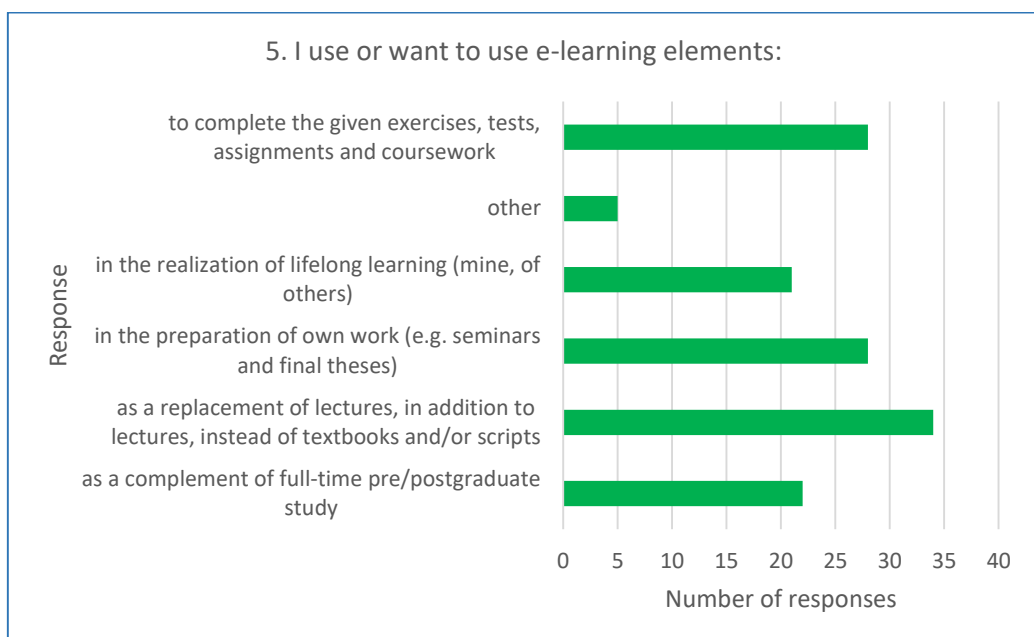 5. I use or want to use e-learning elements:
to complete the given exercises, tests,
assignments and coursework
other
in the realization of lifelong learning (mine, of
others)
in the preparation of own work (e.g. seminars
and final theses)
as a replacement of lectures, in addition to
lectures, instead of textbooks and/or scripts
as a complement of full-time pre/postgraduate
study
Response
0 5 10 15 20 25 30 35 40
Number of responses